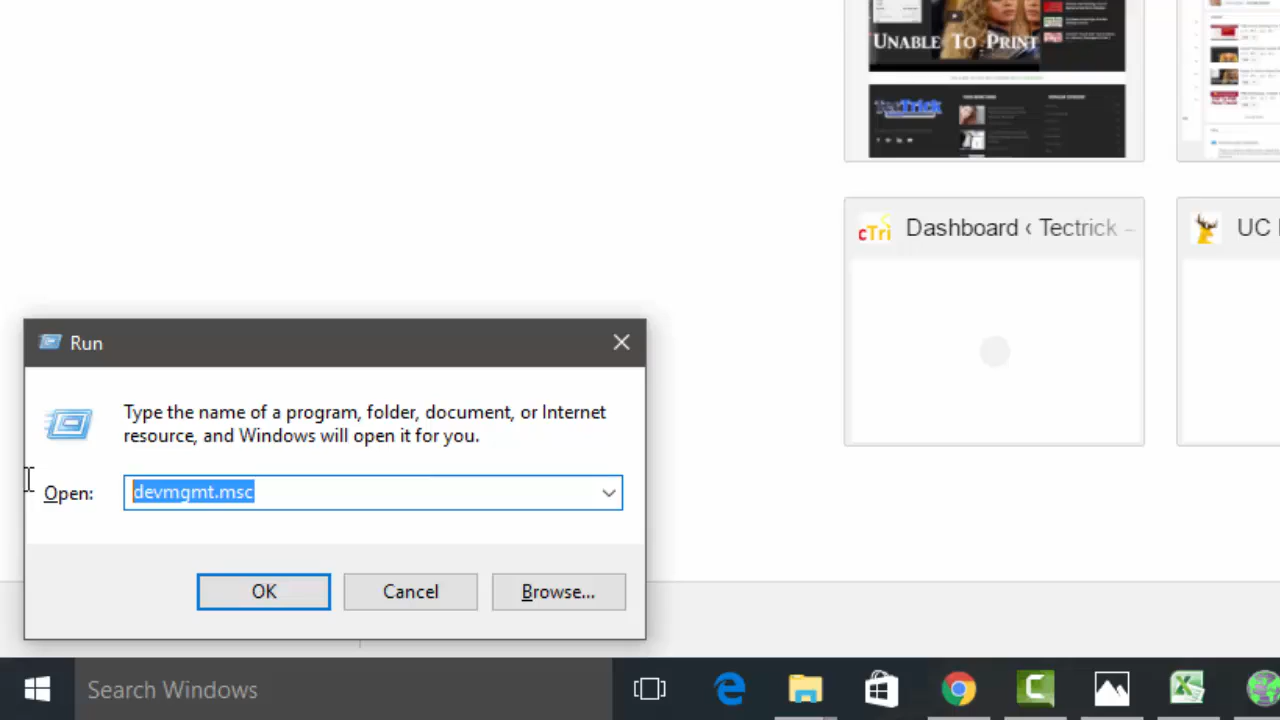 UNABLE TO PRINT
TecTrick
cTri
Dashboard ‹ Tectrick –
UC
Run
Type the name of a program, folder, document, or Internet
resource, and Windows will open it for you.
Open:
devmgmt.msc
OK
Cancel
Browse...
Search Windows